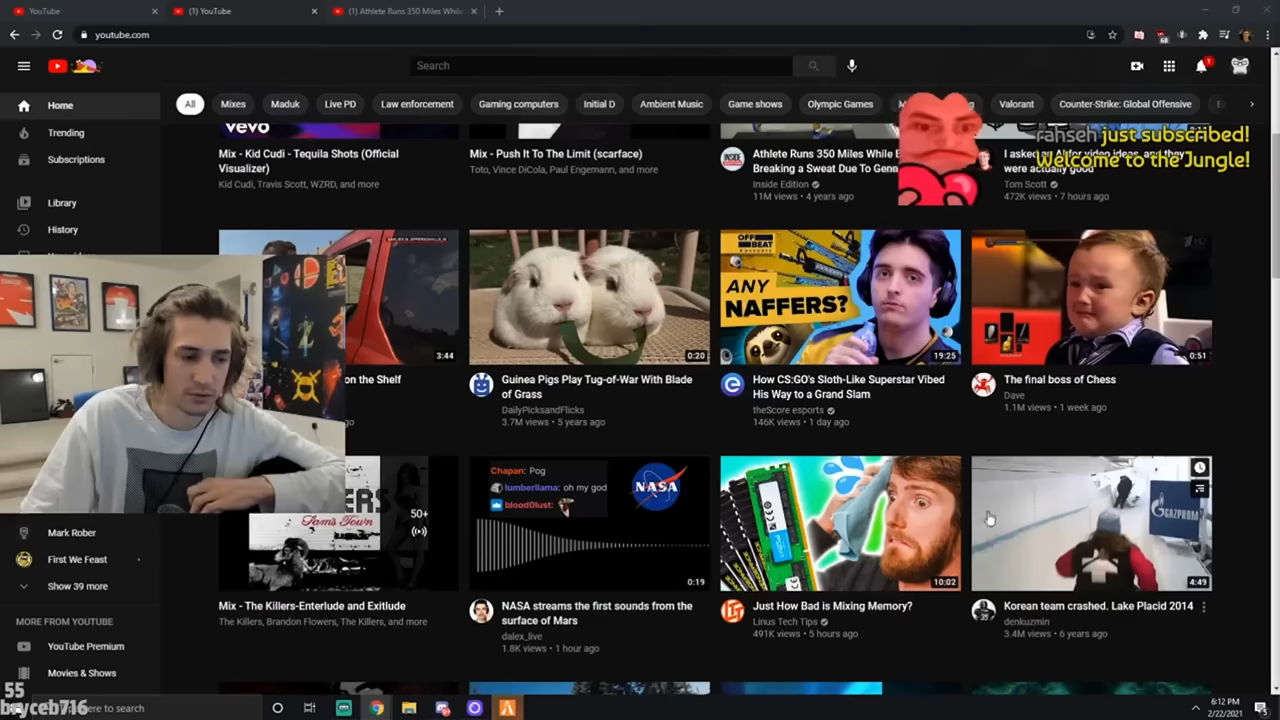 YouTube
(1) YouTube
(1) Athlete Runs 350 Miles While
youtube.com
68
Search
1
All
Mixes
Maduk
Live PD
Law enforcement
Gaming computers
Initial D
Ambient Music
Game shows
Olympic Games
Valorant
Counter-Strike: Global Offensive
rahseh just subscribed!
Welcome to the Jungle!
Home
Trending
Subscriptions
Library
History
vevo
Mix - Kid Cudi - Tequila Shots (Official
Visualizer)
Kid Cudi, Travis Scott, WZRD, and more
Mix - Push It To The Limit (scarface)
Toto, Vince DiCola, Paul Engemann, and more
INSIDE EDITION
Athlete Runs 350 Miles While
Breaking a Sweat Due To
Inside Edition
11M views • 4 years ago
were actually good
Tom Scott
472K views • 7 hours ago
3:44
on the Shelf
0:20
Guinea Pigs Play Tug-of-War With Blade
of Grass
DailyPicksandFlicks
3.7M views • 5 years ago
OFF
BEAT
ANY
NAFFERS?
19:25
How CS:GO's Sloth-Like Superstar Vibed
His Way to a Grand Slam
theScore esports
146K views • 1 day ago
0:51
The final boss of Chess
Dave
1.1M views • 1 week ago
Sam's Town
50+
Mix - The Killers-Enterlude and Exitlude
The Killers, Brandon Flowers, The Killers, and more
Chapan: Pog
lumberllama: oh my god
blood0lust:
NASA
0:19
NASA streams the first sounds from the
surface of Mars
dalex_live
1.8K views • 1 hour ago
10:02
Just How Bad is Mixing Memory?
Linus Tech Tips
491K views • 5 hours ago
GAZPROM
4:49
Korean team crashed. Lake Placid 2014
denkuzmin
3.4M views • 6 years ago
Mark Rober
First We Feast
Show 39 more
MORE FROM YOUTUBE
YouTube Premium
Movies & Shows
55
bryceb716
here to search
6:12 PM
2/22/2021
5